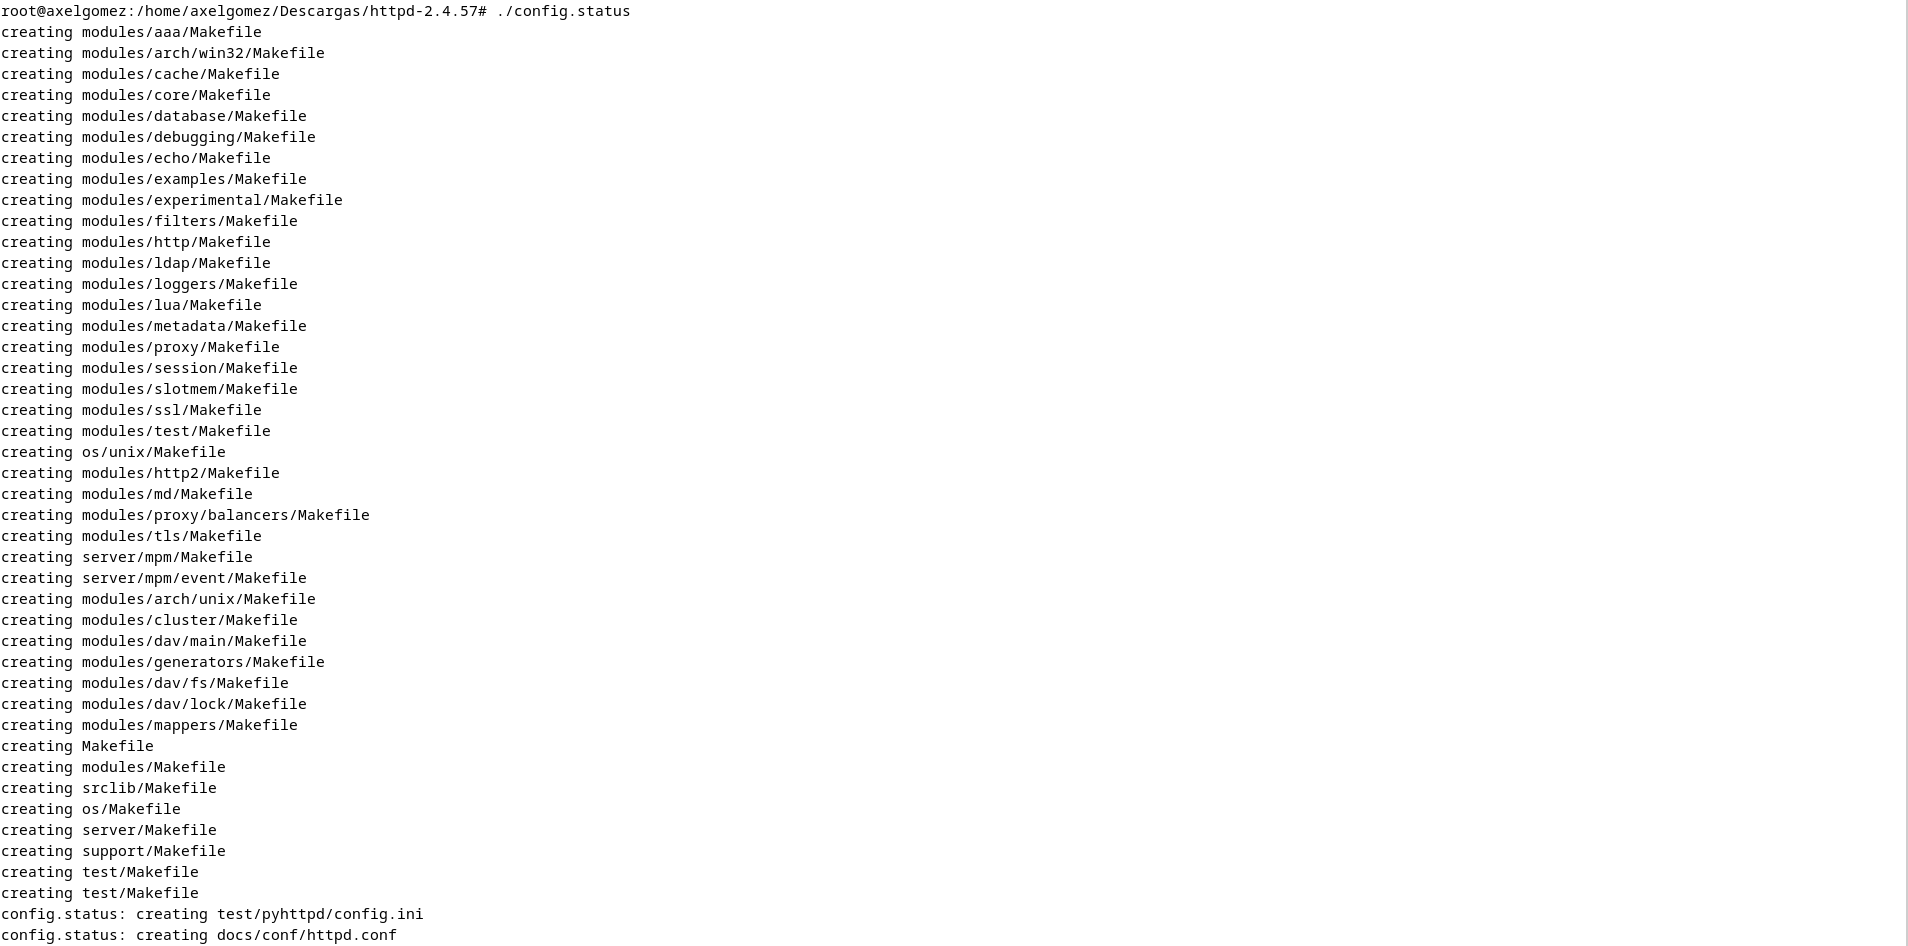 root@axelgomez:/home/axelgomez/Descargas/httpd-2.4.57# ./config.status
creating modules/aaa/Makefile
creating modules/arch/win32/Makefile
creating modules/cache/Makefile
creating modules/core/Makefile
creating modules/database/Makefile
creating modules/debugging/Makefile
creating modules/echo/Makefile
creating modules/examples/Makefile
creating modules/experimental/Makefile
creating modules/filters/Makefile
creating modules/http/Makefile
creating modules/ldap/Makefile
creating modules/loggers/Makefile
creating modules/lua/Makefile
creating modules/metadata/Makefile
creating modules/proxy/Makefile
creating modules/session/Makefile
creating modules/slotmem/Makefile
creating modules/ssl/Makefile
creating modules/test/Makefile
creating os/unix/Makefile
creating modules/http2/Makefile
creating modules/md/Makefile
creating modules/proxy/balancers/Makefile
creating modules/tls/Makefile
creating server/mpm/Makefile
creating server/mpm/event/Makefile
creating modules/arch/unix/Makefile
creating modules/cluster/Makefile
creating modules/dav/main/Makefile
creating modules/generators/Makefile
creating modules/dav/fs/Makefile
creating modules/dav/lock/Makefile
creating modules/mappers/Makefile
creating Makefile
creating modules/Makefile
creating srclib/Makefile
creating os/Makefile
creating server/Makefile
creating support/Makefile
creating test/Makefile
creating test/Makefile
config.status: creating test/pyhttpd/config.ini
config.status: creating docs/conf/httpd.conf